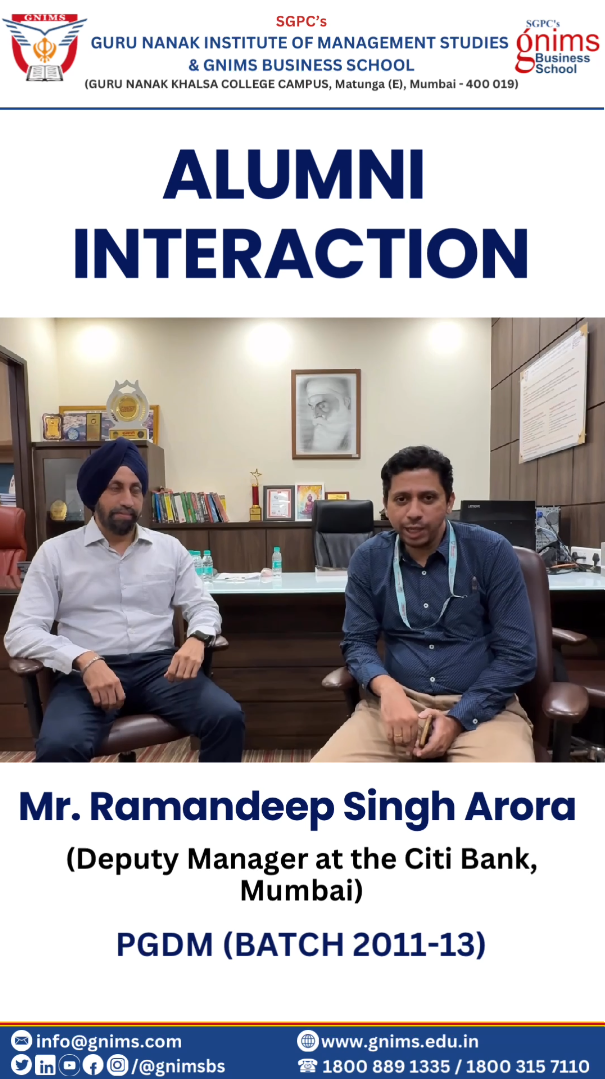 GNIMS
SGPC's
GURU NANAK INSTITUTE OF MANAGEMENT STUDIES
& GNIMS BUSINESS SCHOOL
(GURU NANAK KHALSA COLLEGE CAMPUS, Matunga (E), Mumbai - 400 019)
SGPC's
gnims
Business
School
ALUMNI
INTERACTION
Mr. Ramandeep Singh Arora
(Deputy Manager at the Citi Bank,
Mumbai)
PGDM (BATCH 2011-13)
info@gnims.com
www.gnims.edu.in
/@gnimsbs
1800 889 1335 / 1800 315 7110